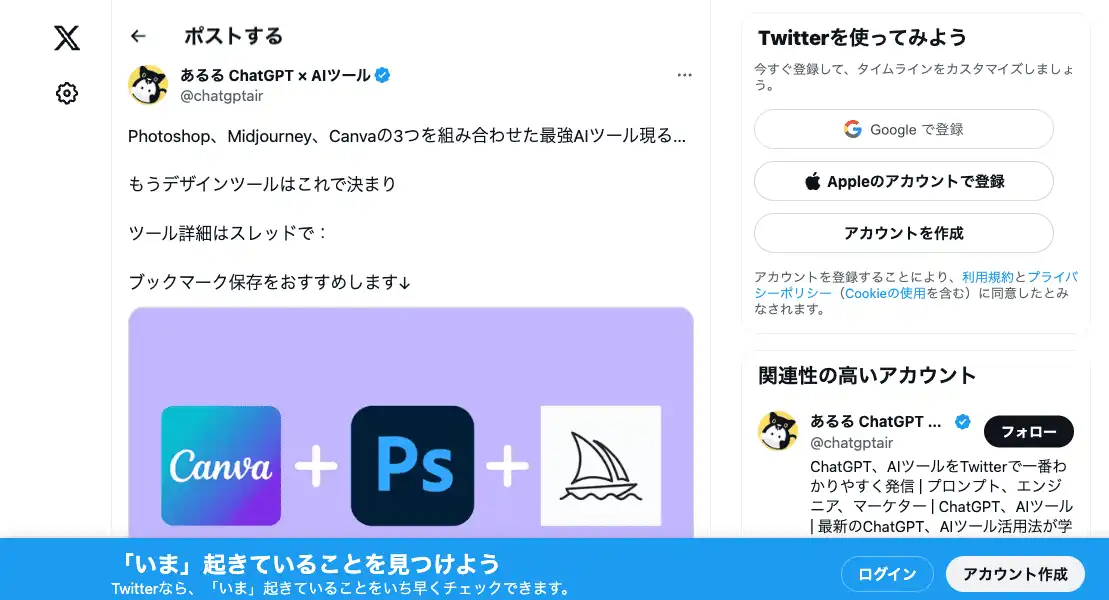 ポストする
あるる ChatGPT × AIツール
@chatgptair
Photoshop、Midjourney、Canvaの3つを組み合わせた最強AIツール現る...
もうデザインツールはこれで決まり
ツール詳細はスレッドで：
ブックマーク保存をおすすめします↓
Canva + Ps +
Twitterを使ってみよう
今すぐ登録して、タイムラインをカスタマイズしましょ
う。
Google で登録
Appleのアカウントで登録
アカウントを作成
アカウントを登録することにより、利用規約とプライバ
シーポリシー（Cookieの使用を含む）に同意したとみ
なされます。
関連性の高いアカウント
あるる ChatGPT ...
フォロー
@chatgptair
ChatGPT、AIツールをTwitterで一番わ
かりやすく発信 | プロンプト、エンジ
ニア、マーケター | ChatGPT、AIツール
| 最新のChatGPT、AIツール活用法が学
「いま」起きていることを見つけよう
Twitterなら、「いま」起きていることをいち早くチェックできます。
ログイン
アカウント作成